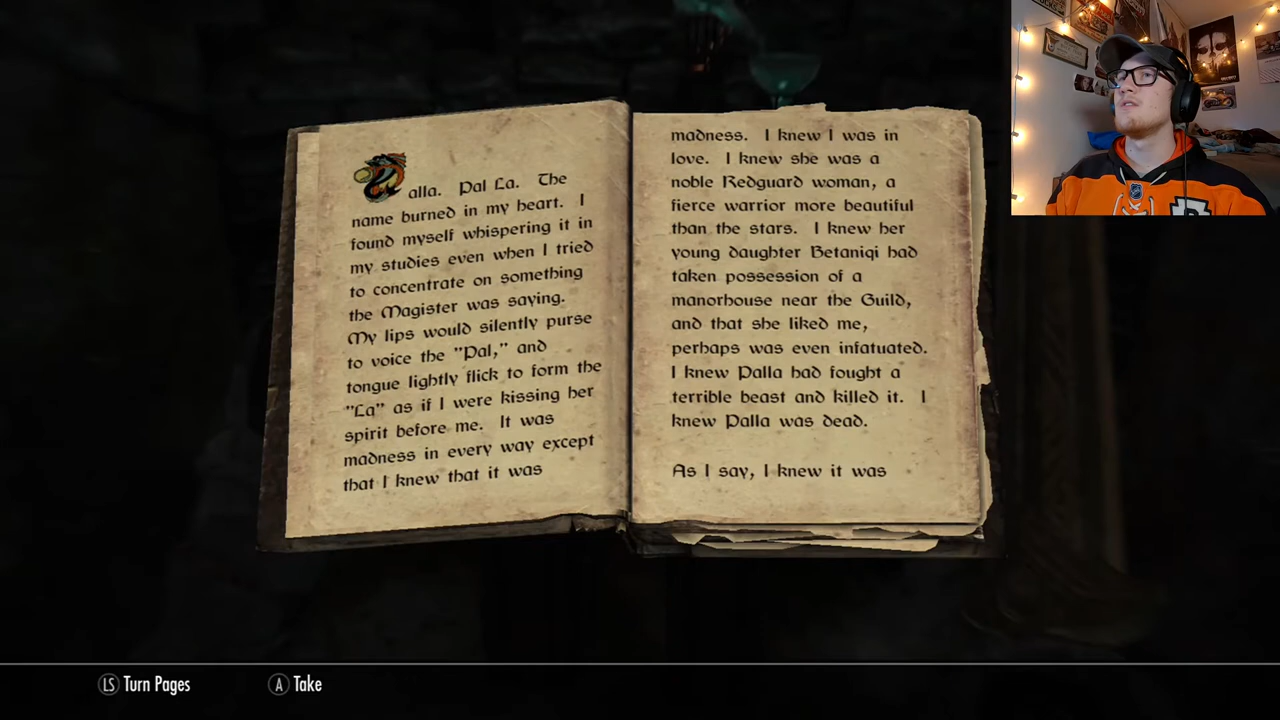 alla. Pal La. The
name burned in my heart. I
found myself whispering it in
my studies even when I tried
to concentrate on something
the Magister was saying.
My lips would silently purse
to voice the "Pal," and
tongue lightly flick to form the
"La" as if I were kissing her
spirit before me. It was
madness in every way except
that I knew that it was
madness. I knew I was in
love. I knew she was a
noble Redguard woman, a
fierce warrior more beautiful
than the stars. I knew her
young daughter Betaniqi had
taken possession of a
manorhouse near the Guild,
and that she liked me,
perhaps was even infatuated.
I knew Palla had fought a
terrible beast and killed it. I
knew Palla was dead.
As I say, I knew it was
LS Turn Pages
A Take